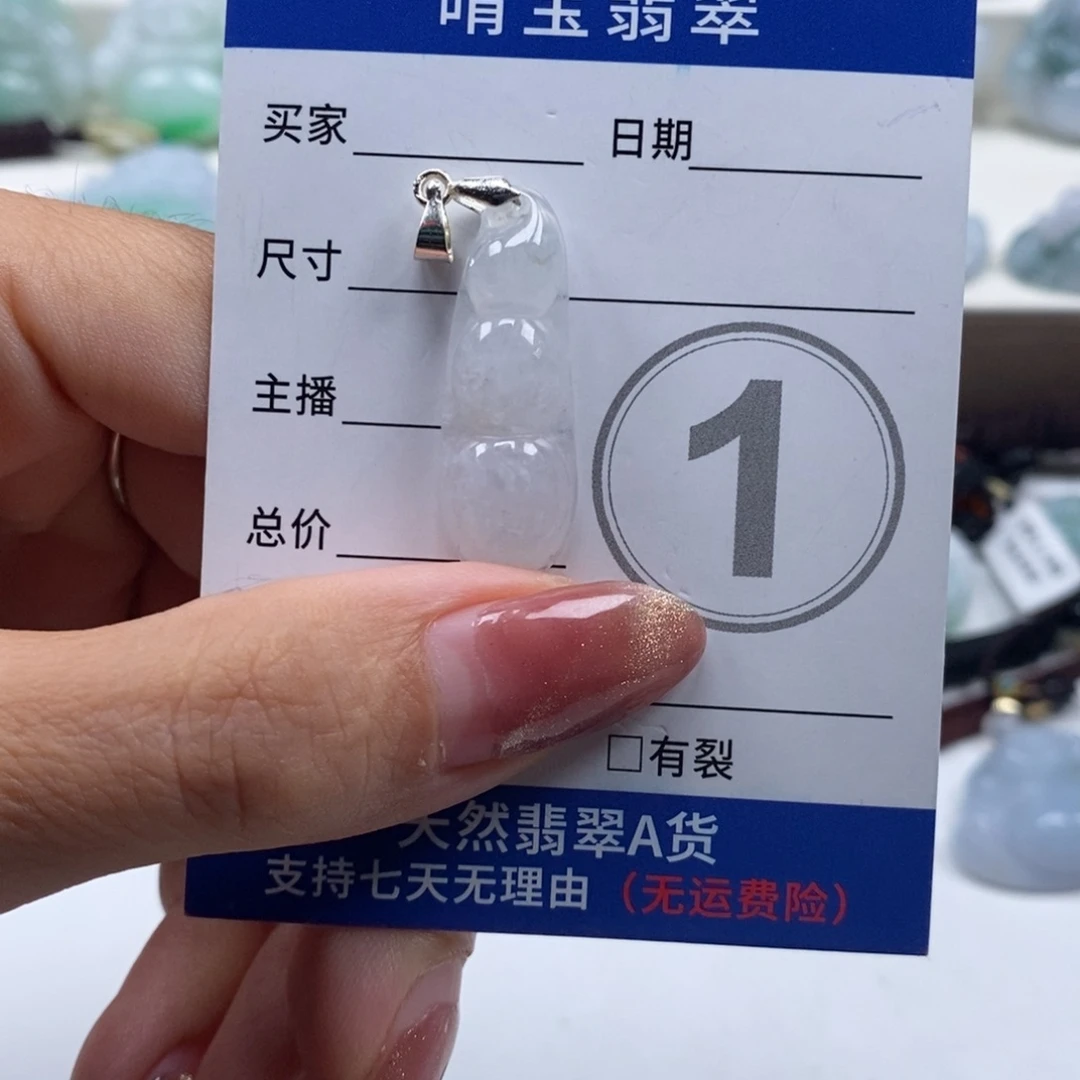 玉翡翠
买家 日期
尺寸
主播
1
总价
□有裂
天然翡翠A货
支持七天无理由（无运费险）